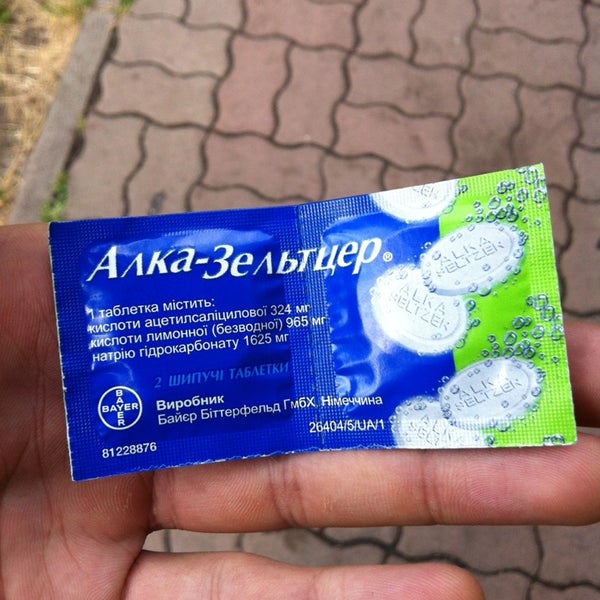 Алка-Зельтцер®
1 таблетка містить:
кислоти ацетилсаліцилової 324 мг
кислоти лимонної (безводної) 965 мг
натрію гідрокарбонату 1625 мг
2 ШИПУЧІ ТАБЛЕТКИ
BAYER
BAYER
Виробник
Байєр Біттерфельд ГмбХ, Німеччина
81228876
26404/5/UA/1
ALKA
SELTZER
ALKA
SELTZER
ALKA
SELTZER